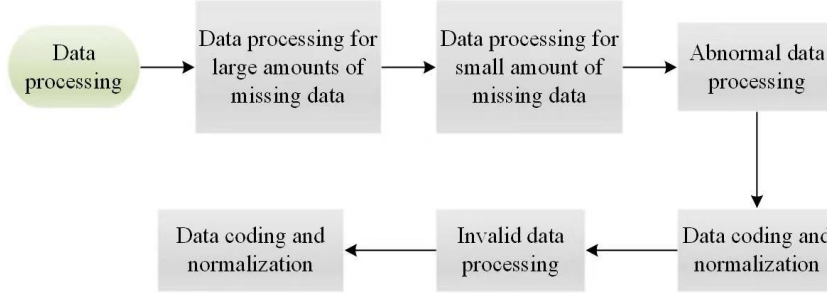 Data
processing
Data processing for
large amounts of
missing data
Data processing for
small amount of
missing data
Abnormal data
processing
Data coding and
normalization
Invalid data
processing
Data coding and
normalization